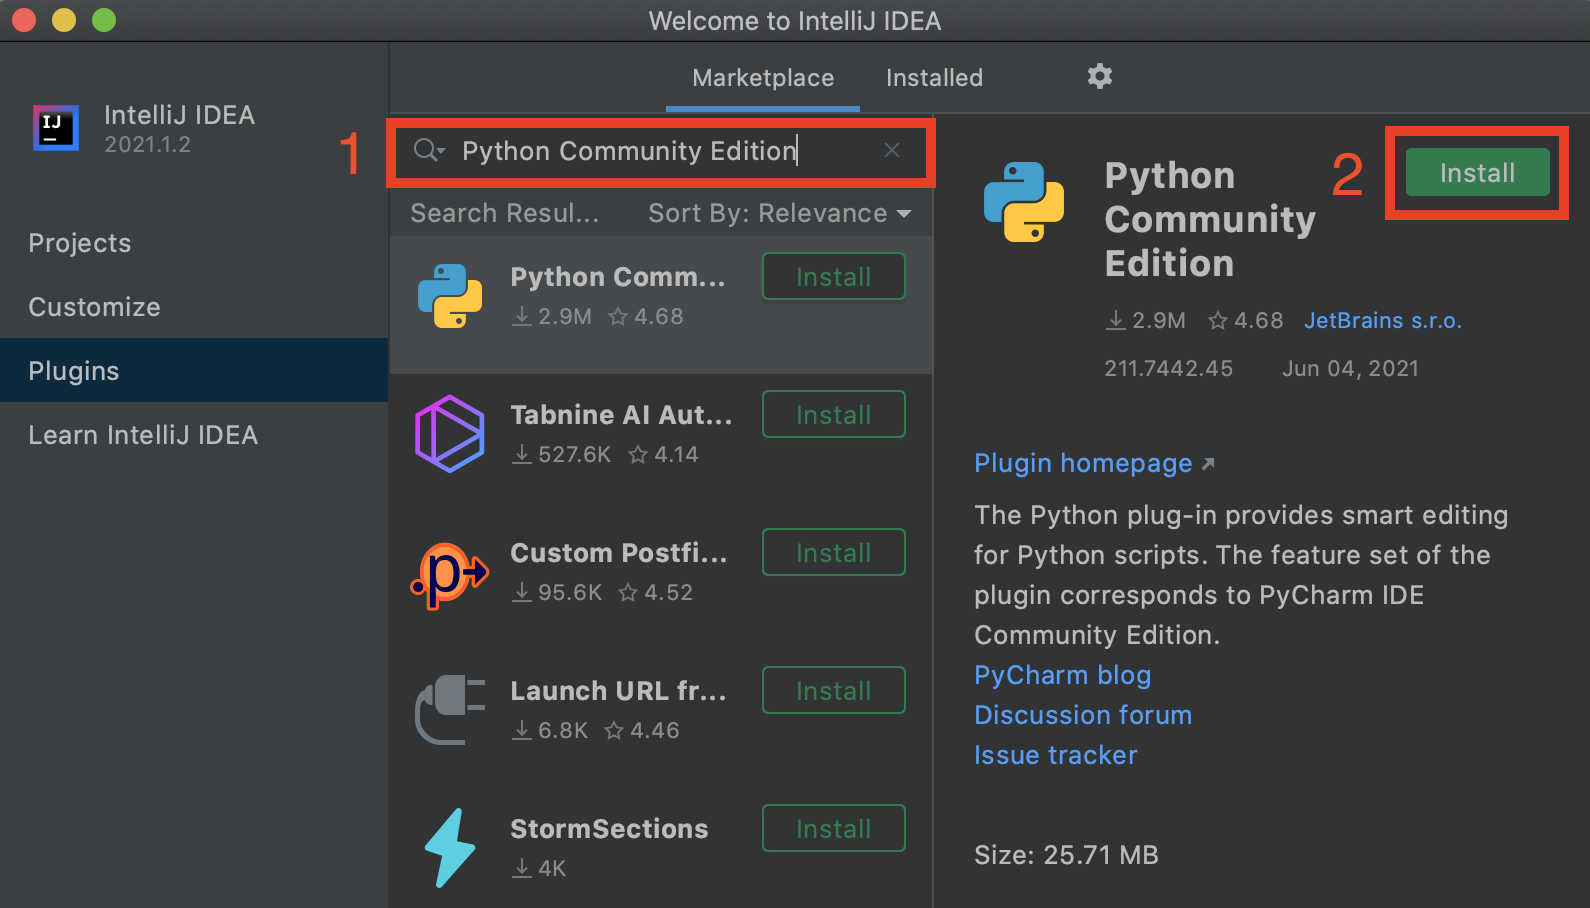 Welcome to IntelliJ IDEA
IJ
IntelliJ IDEA
2021.1.2
Projects
Customize
Plugins
Learn IntelliJ IDEA
Marketplace Installed
1
Python Community Edition
Search Resul... Sort By: Relevance
Python Comm... Install
2.9M 4.68
Tabnine AI Aut... Install
527.6K 4.14
Custom Postfi... Install
95.6K 4.52
Launch URL fr... Install
6.8K 4.46
StormSections Install
4K
Python
Community
Edition
2
Install
2.9M 4.68 JetBrains s.r.o.
211.7442.45 Jun 04, 2021
Plugin homepage
The Python plug-in provides smart editing
for Python scripts. The feature set of the
plugin corresponds to PyCharm IDE
Community Edition.
PyCharm blog
Discussion forum
Issue tracker
Size: 25.71 MB